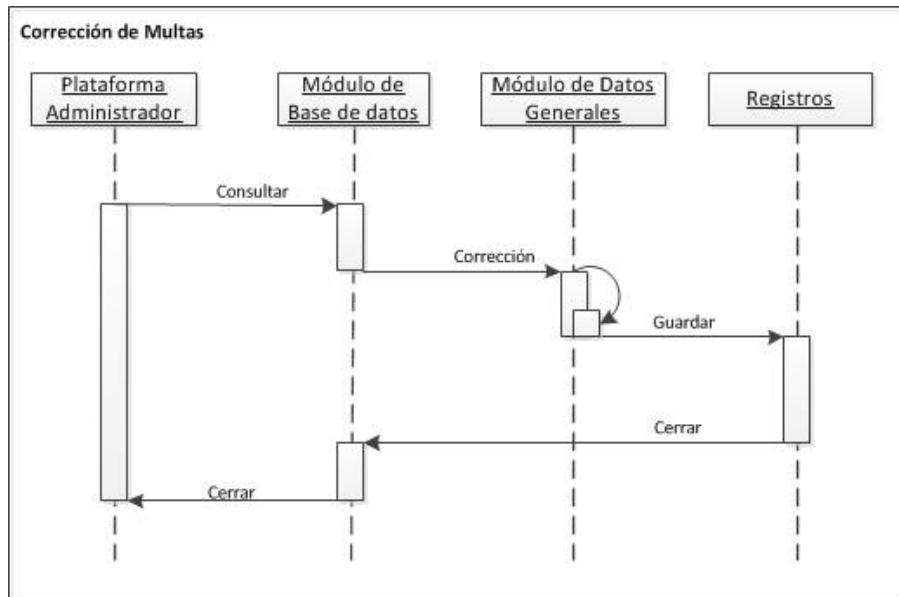 Corrección de Multas
Plataforma
Administrador
Módulo de
Base de datos
Módulo de Datos
Generales
Registros
Consultar
Corrección
Guardar
Cerrar
Cerrar